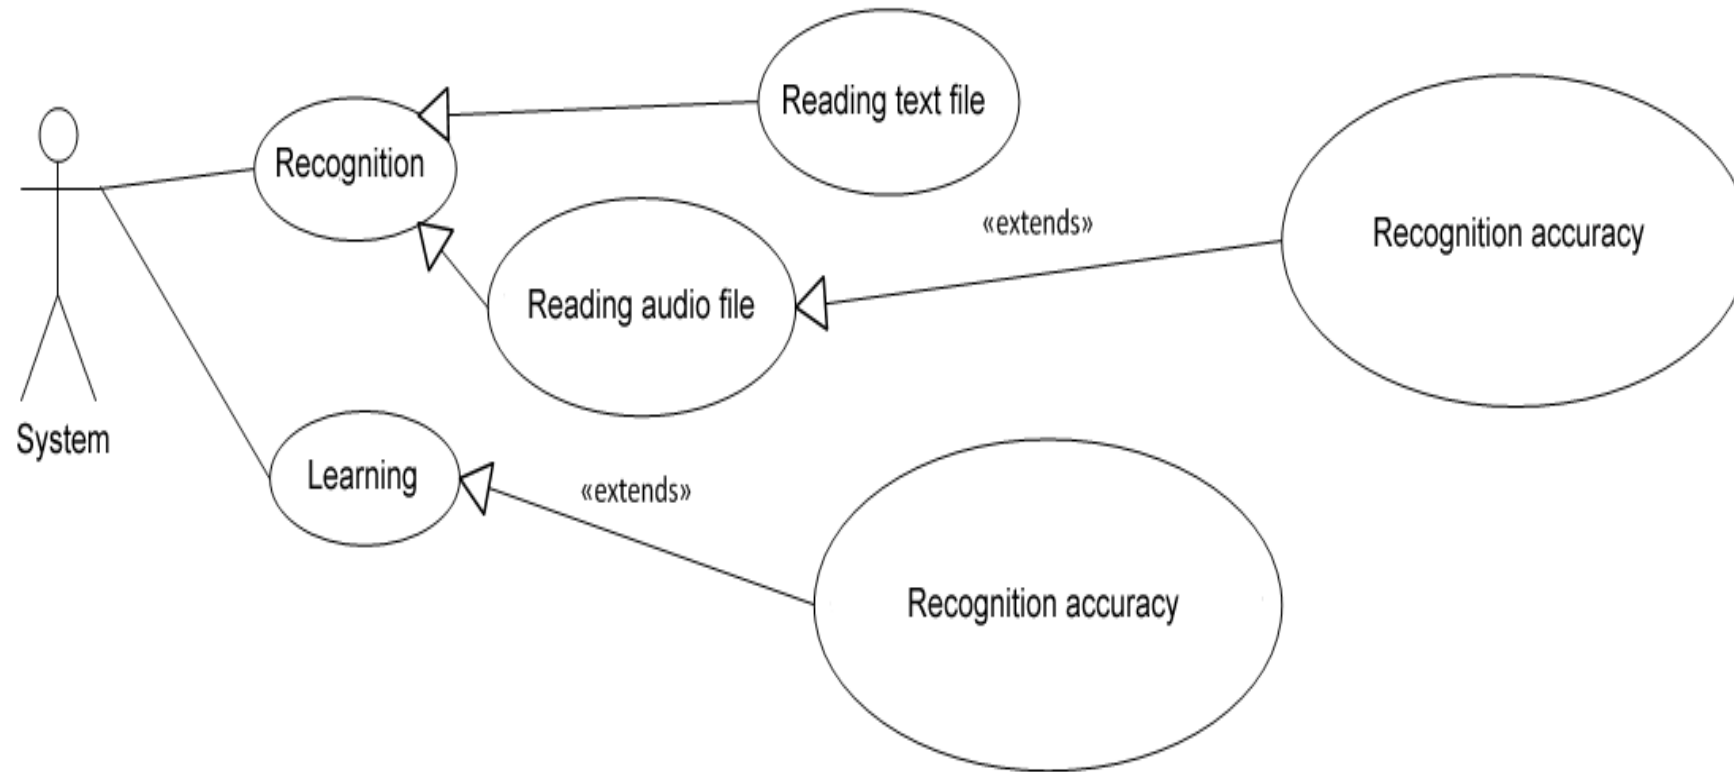 Reading text file
Recognition
«extends»
Recognition accuracy
Reading audio file
System
Learning
«extends»
Recognition accuracy